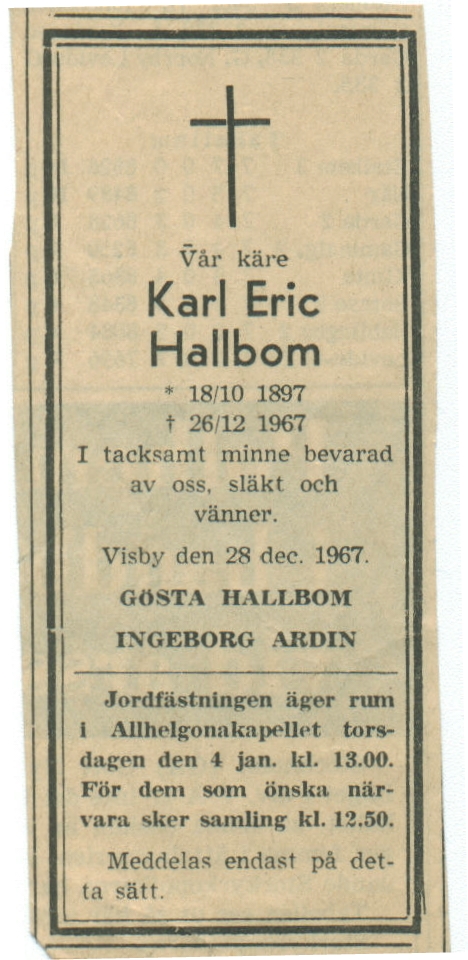 Vår käre
Karl Eric
Hallbom
* 18/10 1897
† 26/12 1967
I tacksamt minne bevarad
av oss, släkt och
vänner.
Visby den 28 dec. 1967.
GÖSTA HALLBOM
INGEBORG ARDIN
Jordfästningen äger rum
i Allhelgonakapellet tors-
dagen den 4 jan. kl. 13.00.
För dem som önska när-
vara sker samling kl. 12.50.
Meddelas endast på det-
ta sätt.